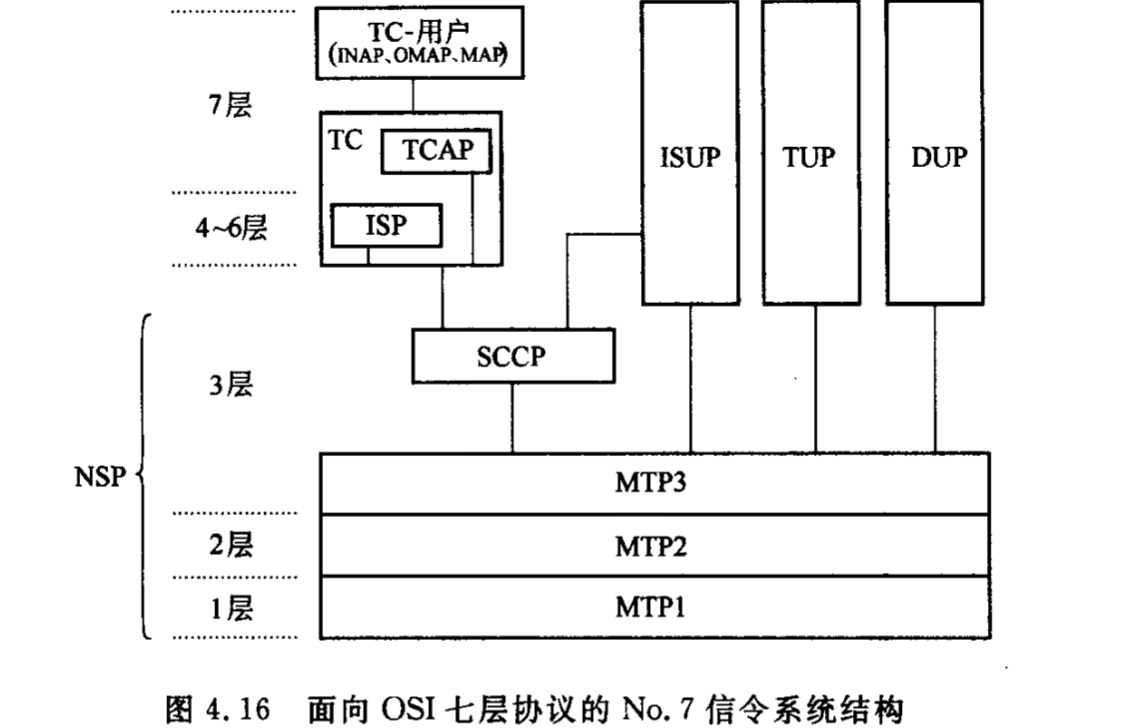 TC-用户
(INAP、OMAP、MAP)
7层
TC
TCAP
ISUP
TUP
DUP
4~6层
ISP
SCCP
3层
NSP
MTP3
2层
MTP2
1层
MTP1
图 4.16 面向 OSI 七层协议的 No.7 信令系统结构